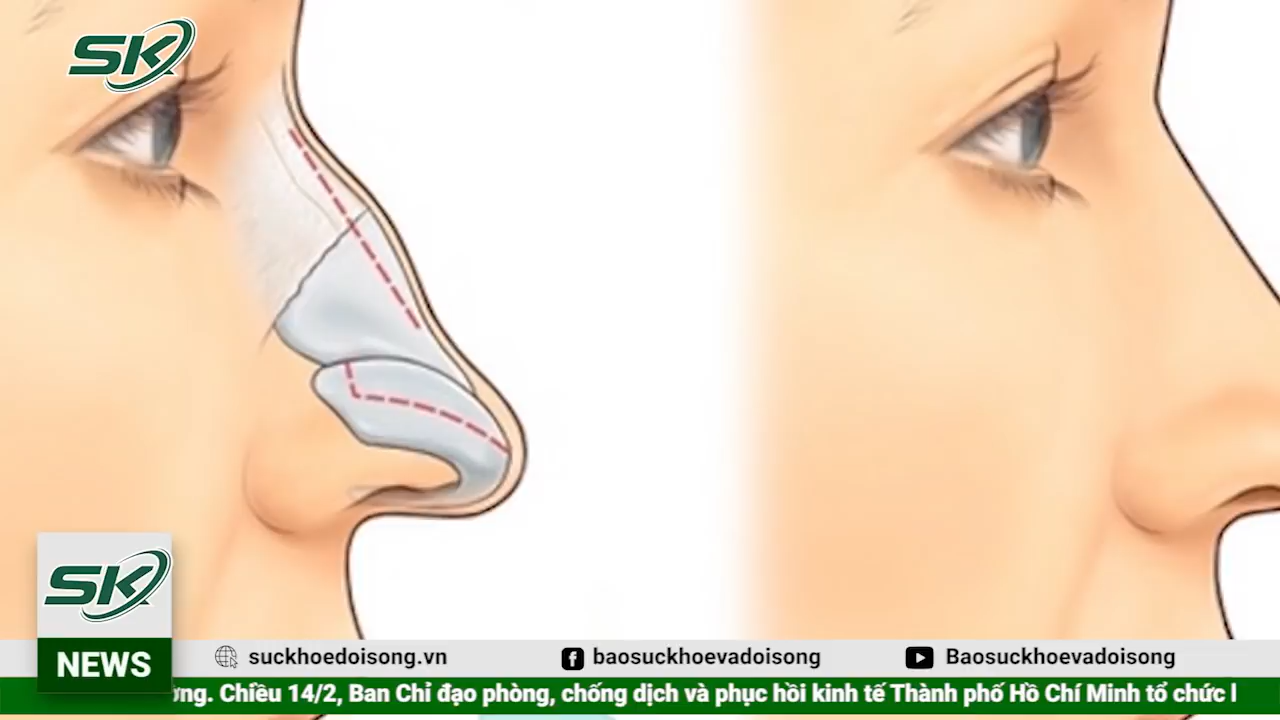 SK
SK
NEWS
suckhoedoisong.vn
baosuckhoevadoisong
Baosuckhoevadoisong
Chiều 14/2, Ban Chỉ đạo phòng, chống dịch và phục hồi kinh tế Thành phố Hồ Chí Minh tổ chức